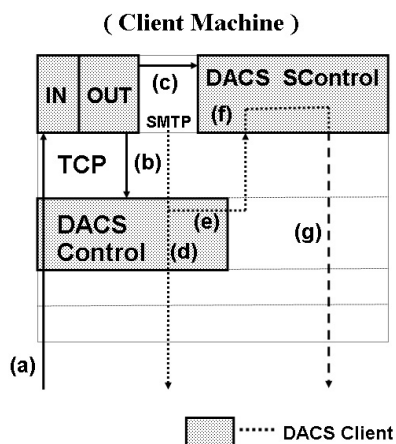 ( Client Machine )
IN OUT (c) DACS SControl
SMTP (f)
TCP (b)
DACS Control (e)
(d) (g)
(a)
DACS Client